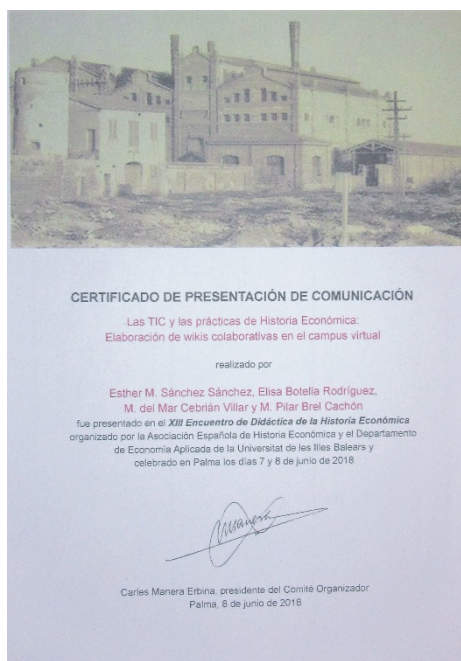 CERTIFICADO DE PRESENTACIÓN DE COMUNICACIÓN
Las TIC y las prácticas de Historia Económica:
Elaboración de wikis colaborativas en el campus virtual
realizado por
Esther M. Sánchez Sánchez, Elisa Botella Rodríguez,
M. del Mar Cebrián Villar y M. Pilar Brel Cachón
fue presentado en el XIII Encuentro de Didáctica de la Historia Económica
organizado por la Asociación Española de Historia Económica y el Departamento
de Economía Aplicada de la Universitat de les Illes Balears y
celebrado en Palma los días 7 y 8 de junio de 2018
Manera
Carles Manera Erbina, presidente del Comité Organizador
Palma, 8 de junio de 2018